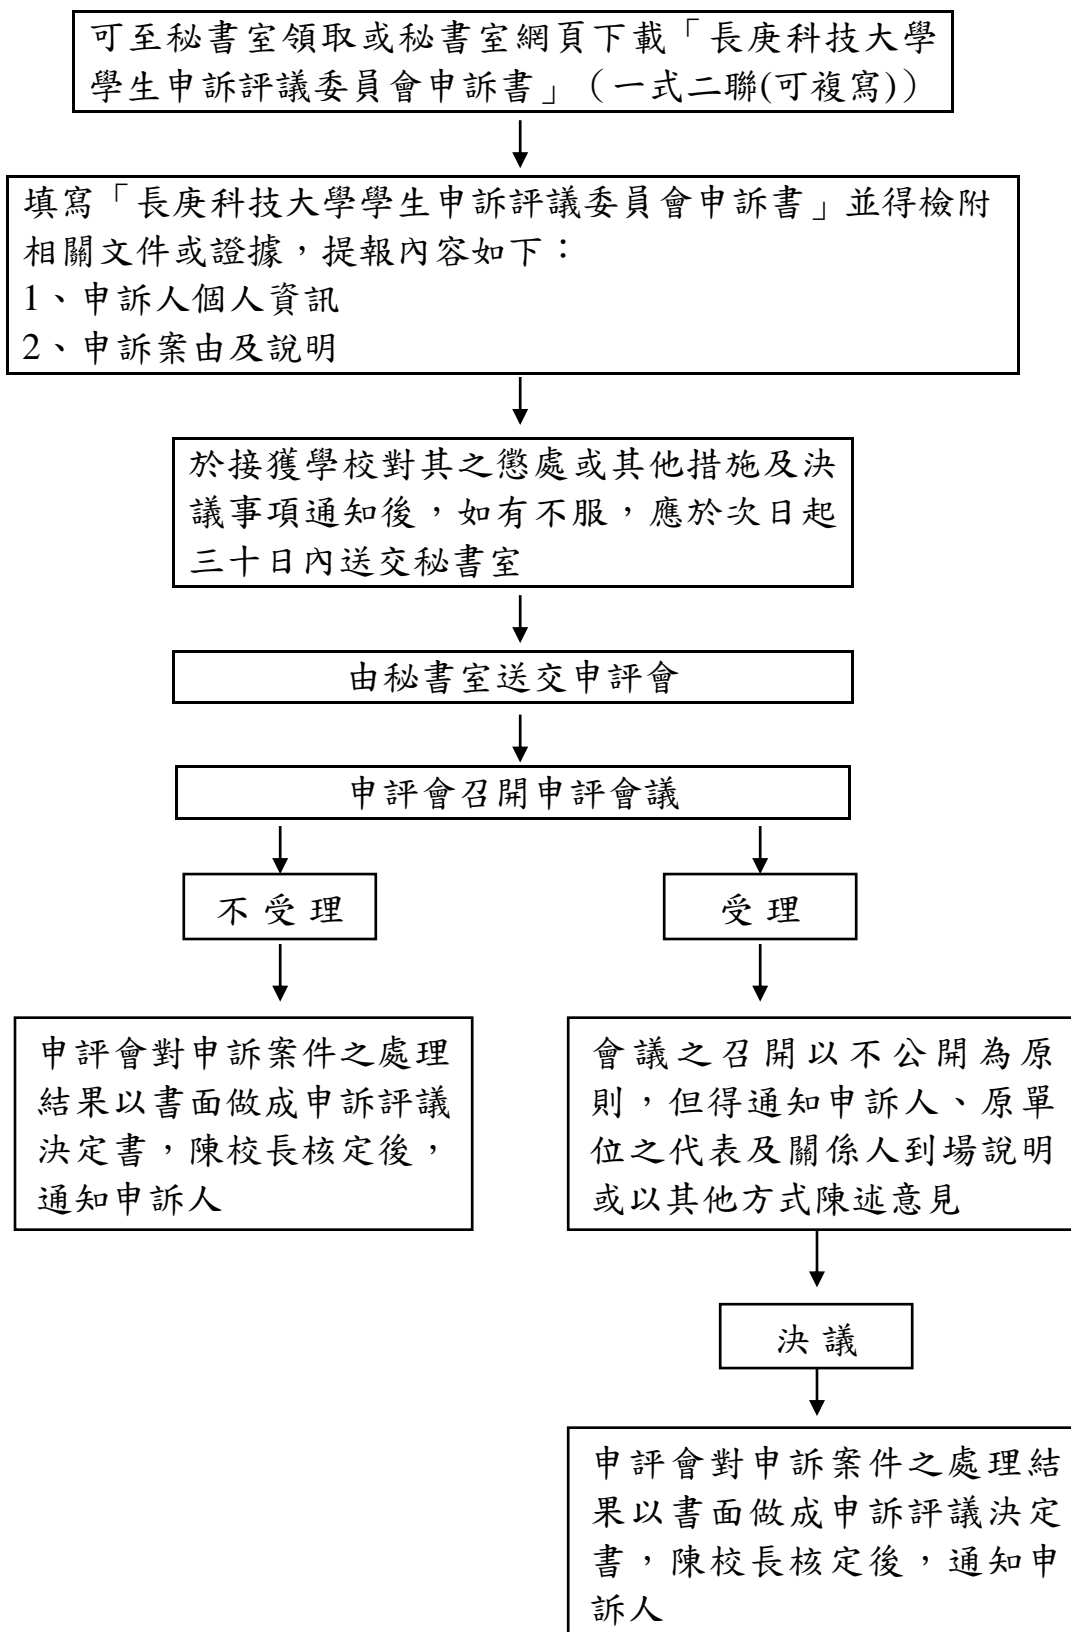 可至秘書室領取或秘書室網頁下載「長庚科技大學
學生申訴評議委員會申訴書」（一式二聯(可複寫)）
填寫「長庚科技大學學生申訴評議委員會申訴書」並得檢附
相關文件或證據，提報內容如下：
1、申訴人個人資訊
2、申訴案由及說明
於接獲學校對其之懲處或其他措施及決
議事項通知後，如有不服，應於次日起
三十日內送交秘書室
由秘書室送交申評會
申評會召開申評會議
不受理
受理
申評會對申訴案件之處理
結果以書面做成申訴評議
決定書，陳校長核定後，
通知申訴人
會議之召開以不公開為原
則，但得通知申訴人、原單
位之代表及關係人到場說明
或以其他方式陳述意見
決議
申評會對申訴案件之處理結
果以書面做成申訴評議決定
書，陳校長核定後，通知申
訴人